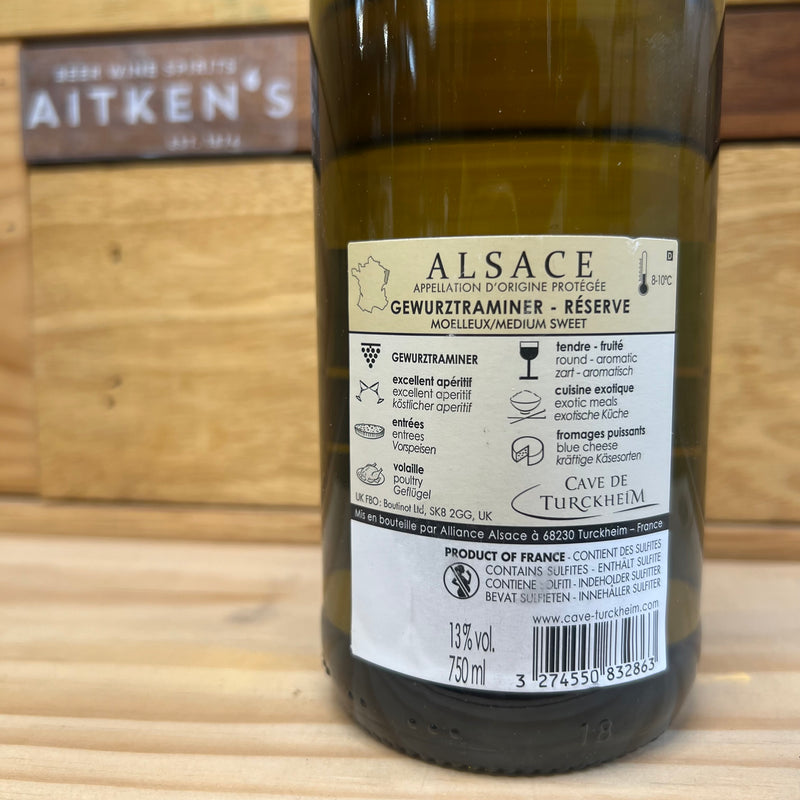 BEER WINE SPIRITS
AITKEN'S
EST. 1874
ALSACE
APPELLATION D'ORIGINE PROTÉGÉE
GEWURZTRAMINER - RÉSERVE
MOELLEUX/MEDIUM SWEET
D
8-10°C
GEWURZTRAMINER
excellent apéritif
excellent aperitif
köstlicher aperitif
entrées
entrees
Vorspeisen
volaille
poultry
Geflügel
tendre - fruité
round - aromatic
zart - aromatisch
cuisine exotique
exotic meals
exotische Küche
fromages puissants
blue cheese
kräftige Käsesorten
CAVE DE
TURCKHEIM
UK FBO: Boutinot Ltd, SK8 2GG, UK
Mis en bouteille par Alliance Alsace à 68230 Turckheim – France
PRODUCT OF FRANCE - CONTIENT DES SULFITES
CONTAINS SULFITES - ENTHÄLT SULFITE
CONTIENE SOLFITI - INDEHOLDER SULFITTER
BEVAT SULFIETEN - INNEHÅLLER SULFITER
www.cave-turckheim.com
13% vol.
750 ml
3 274550 832863
18